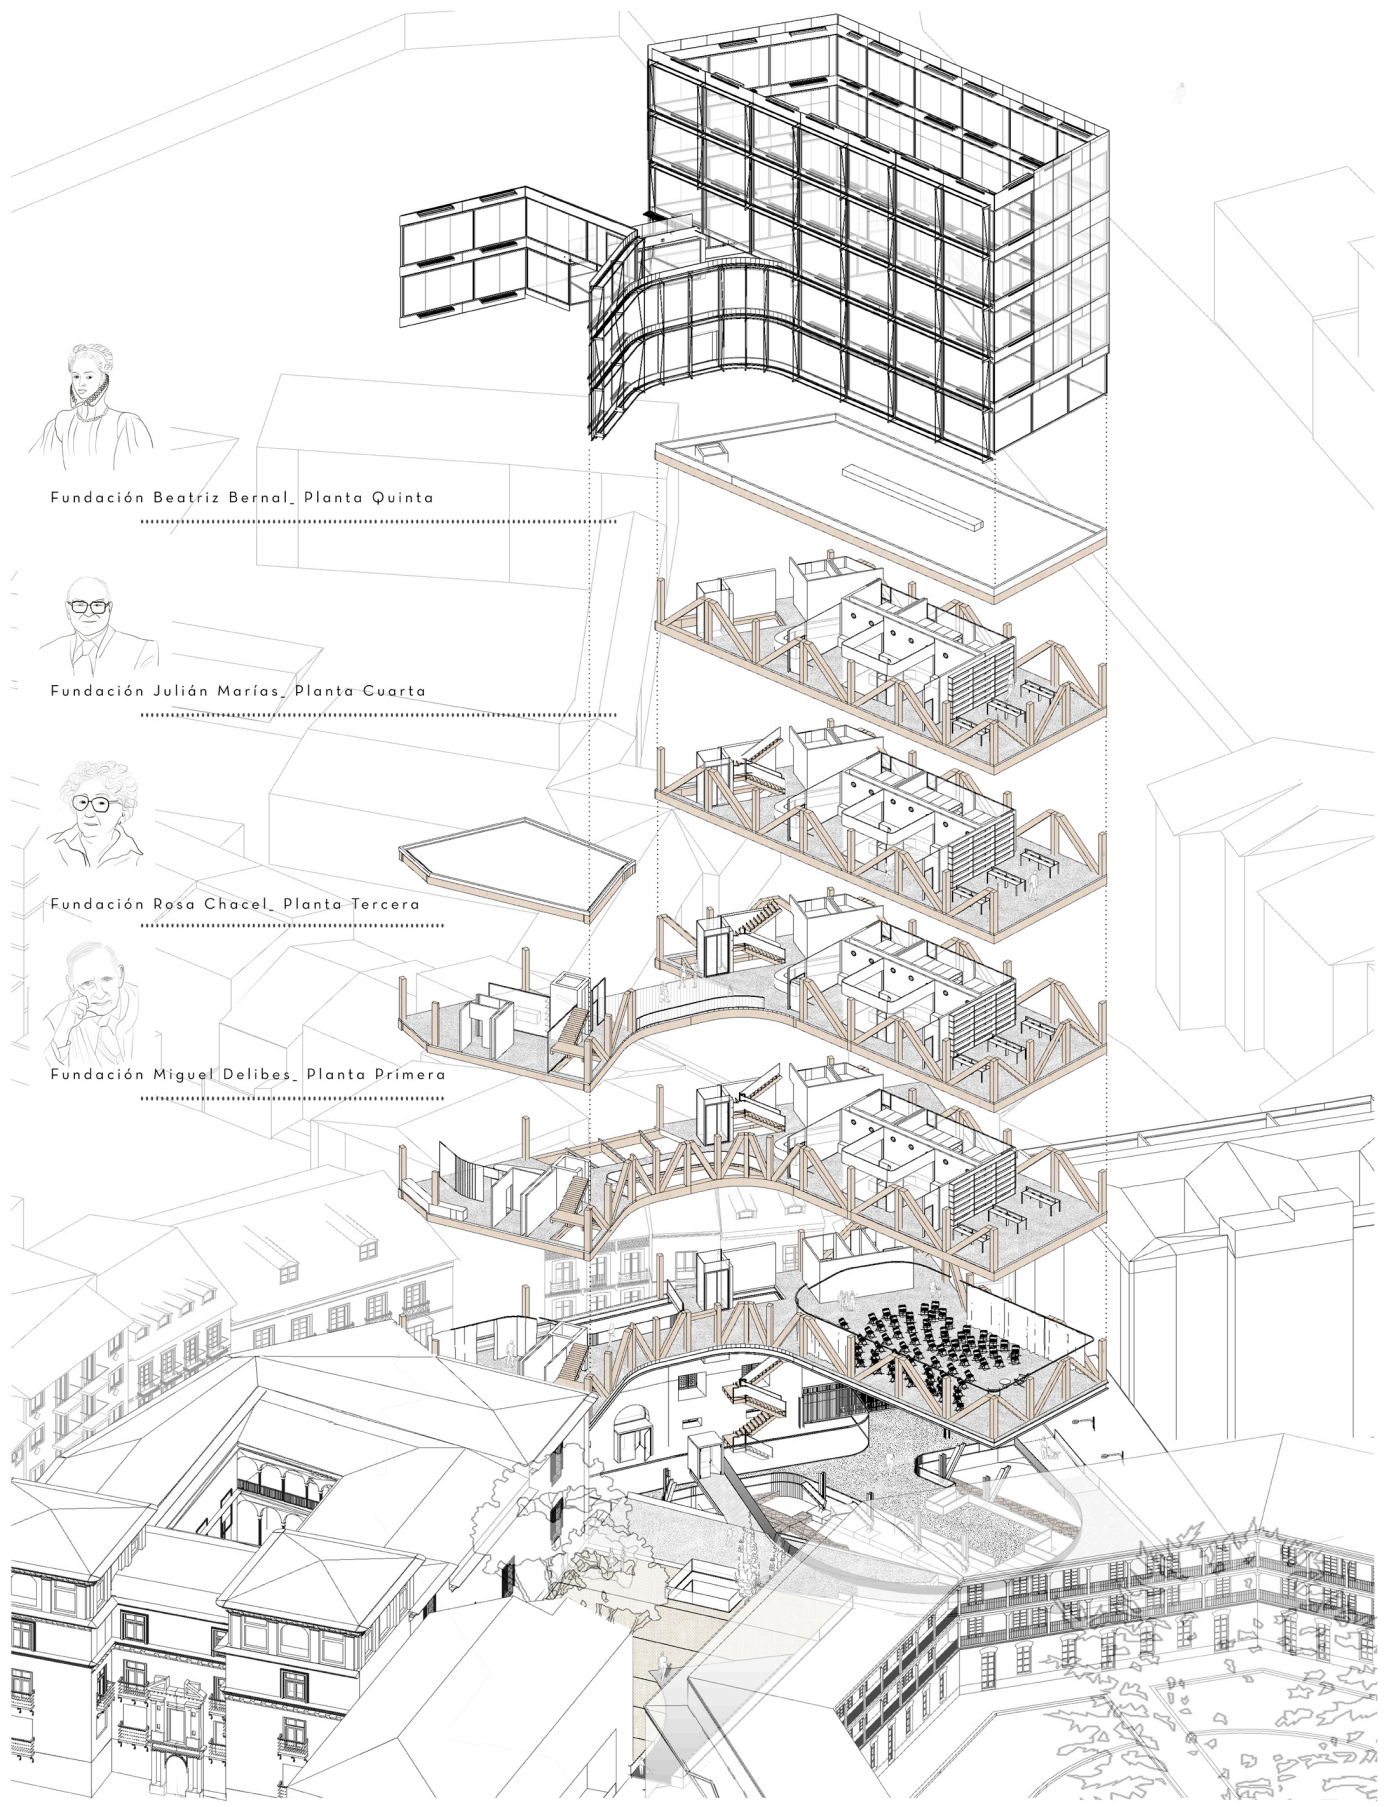 Fundación Beatriz Bernal_ Planta Quinta
Fundación Julián Marías_ Planta Cuarta
Fundación Rosa Chacel_ Planta Tercera
Fundación Miguel Delibes_ Planta Primera